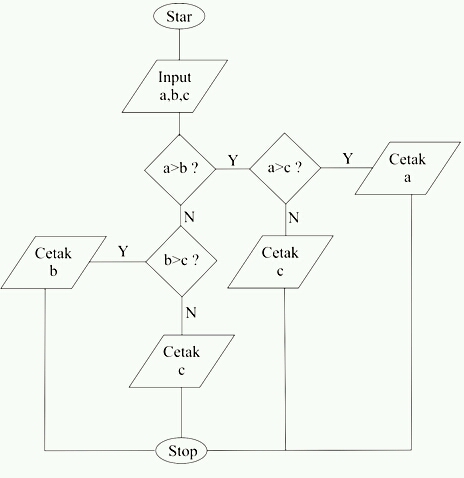 Star
Input
a,b,c
a>b ?
Y
a>c ?
Y
Cetak
a
N
N
Cetak
b
Y
b>c ?
Cetak
c
N
Cetak
c
Stop